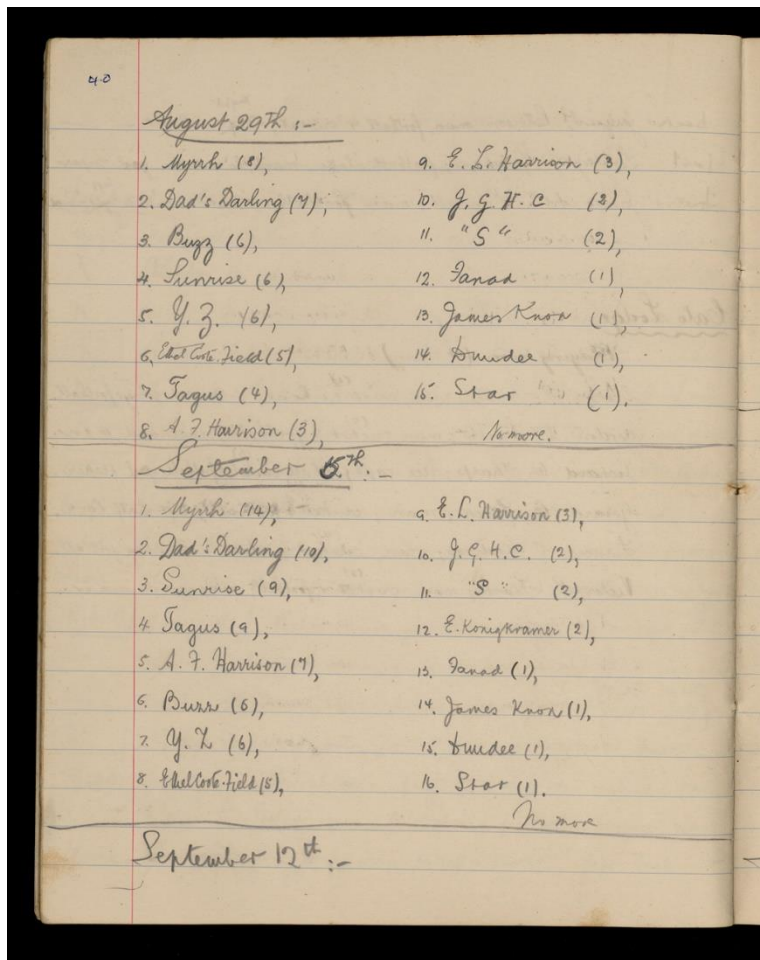 40
August 29th :-
1. Myrrh (8),
2. Dad's Darling (7),
3. Buzz (6),
4. Sunrise (6),
5. Y. Z. (6),
6. Ethel Coote-Field (5),
7. Tagus (4),
8. A. F. Harrison (3),
9. E. L. Harrison (3),
10. J. G. H. C (2),
11. "S" (2),
12. Fanad (1),
13. James Knox (1),
14. Dundee (1),
15. Star (1).
No more.
September 5th :-
1. Myrrh (14),
2. Dad's Darling (10),
3. Sunrise (9),
4. Tagus (9),
5. A. F. Harrison (7),
6. Buzz (6),
7. Y. Z (6),
8. Ethel Coote-Field (5),
9. E. L. Harrison (3),
10. J. G. H. C. (2),
11. "S" (2),
12. E. Konigkramer (2),
13. Fanad (1),
14. James Knox (1),
15. Dundee (1),
16. Star (1).
No more
September 12th :-